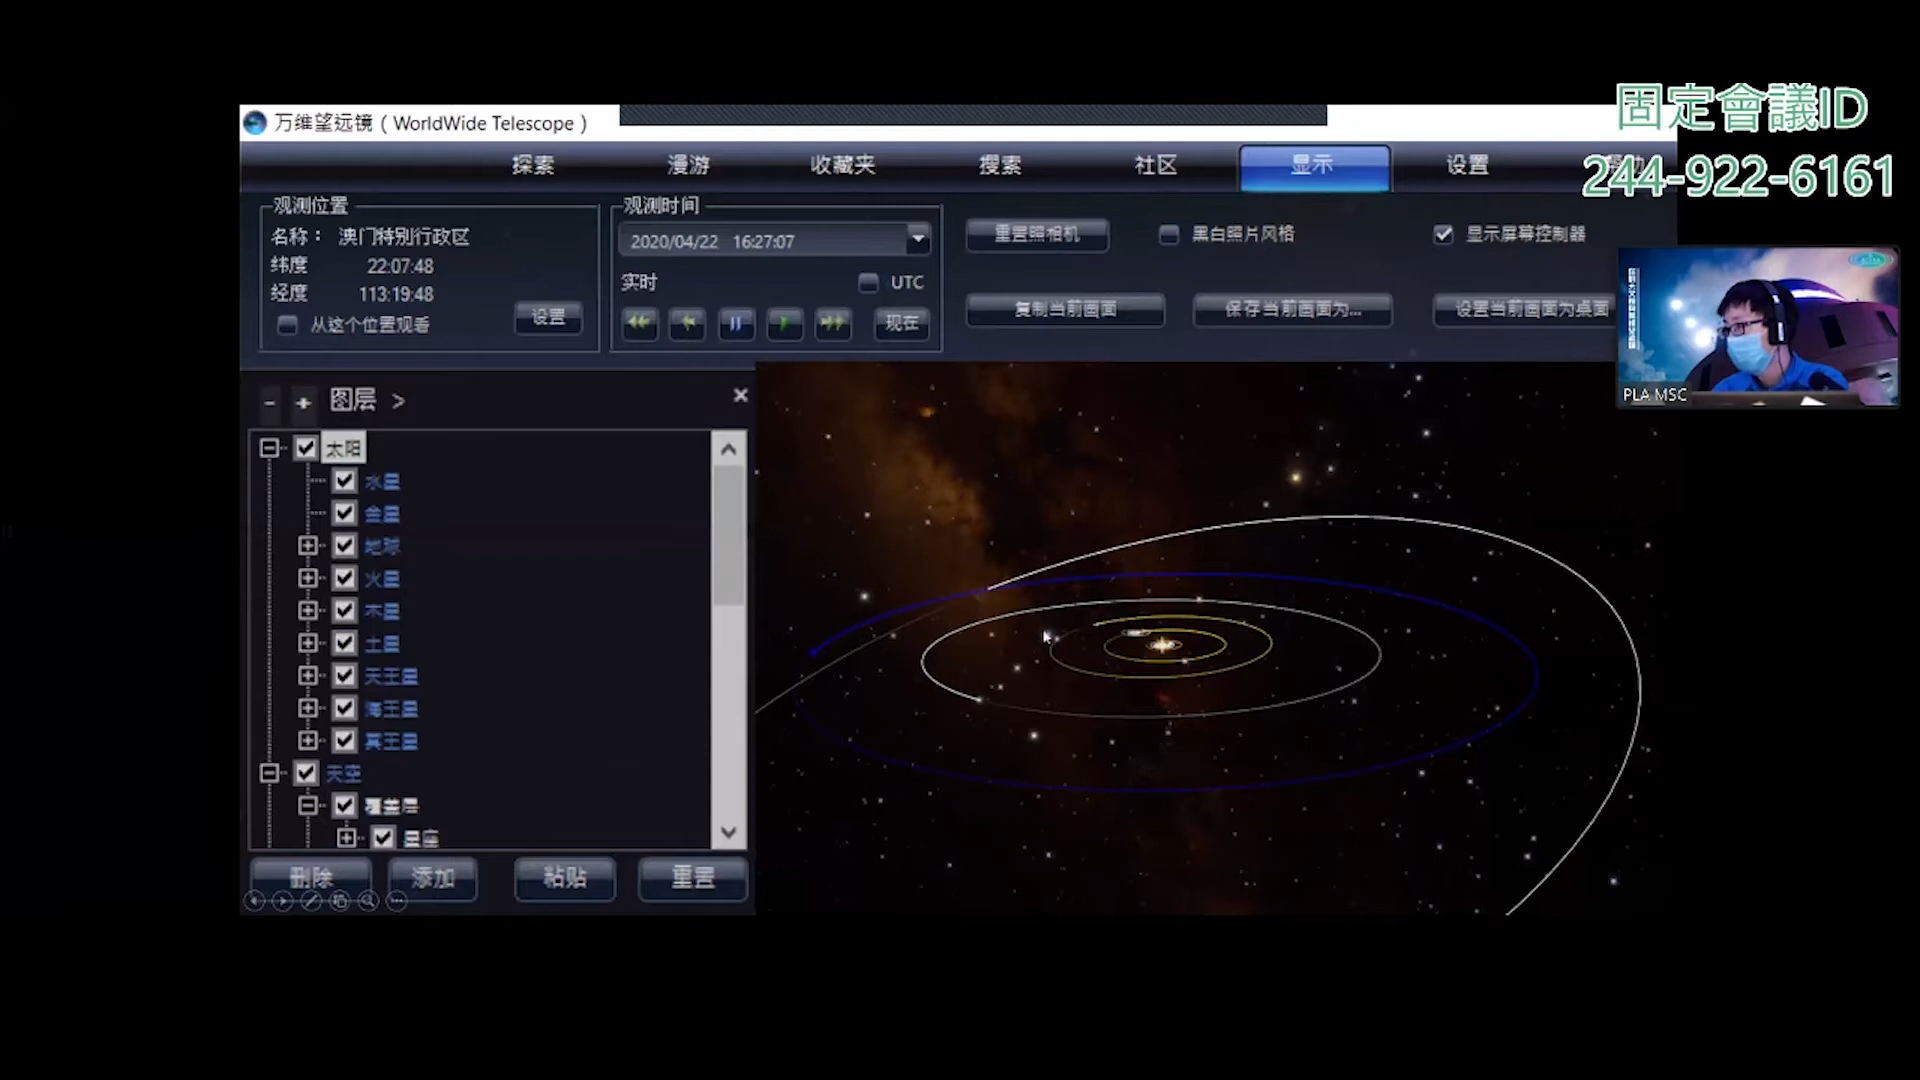 固定會議ID
244-922-6161
万维望远镜 ( WorldWide Telescope )
探索 漫游 收藏夹 搜索 社区 显示 设置
观测位置
名称： 澳门特别行政区
纬度 22:07:48
经度 113:19:48
从这个位置观看
设置
观测时间
2020/04/22 16:27:07
实时
UTC
现在
重置照相机
黑白照片风格
显示屏幕控制器
复制当前画面
保存当前画面为...
设置当前画面为桌面
PLA MSC
图层 >
太阳
水星
金星
地球
火星
木星
土星
天王星
海王星
冥王星
天空
覆盖层
星座
删除 添加 粘贴 重置